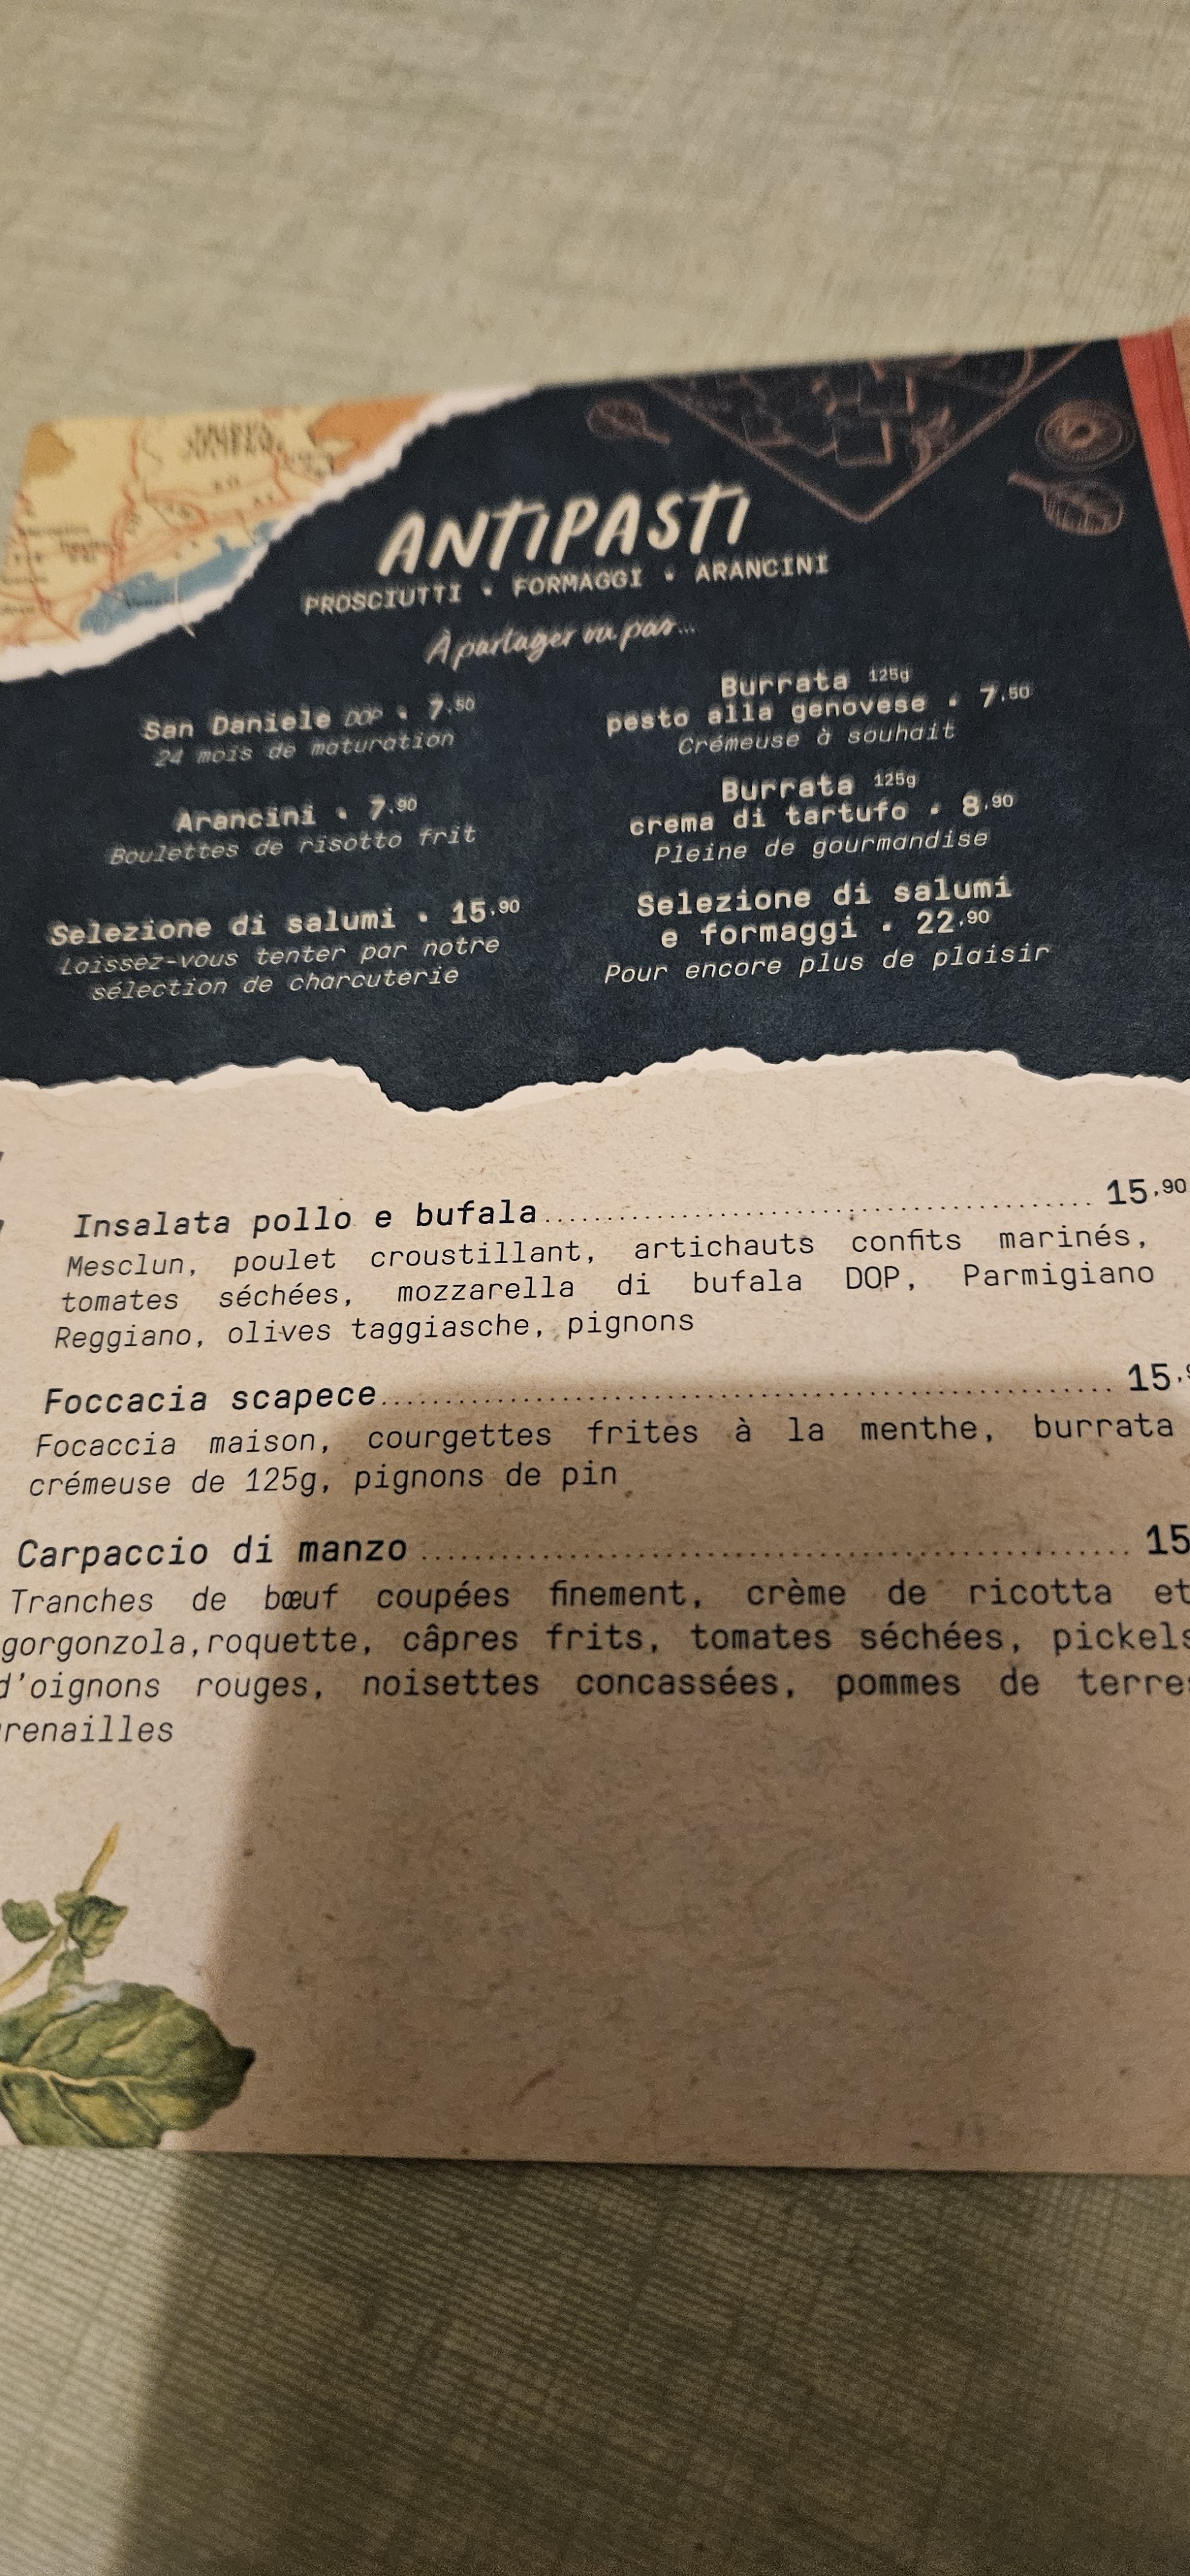 ANTIPASTI
PROSCIUTTI • FORMAGGI • ARANCINI
À partager ou pas...
San Daniele DOP • 7,50
24 mois de maturation
Arancini • 7,90
Boulettes de risotto frit
Selezione di salumi • 15,90
Laissez-vous tenter par notre
sélection de charcuterie
Burrata 125g
pesto alla genovese • 7,50
Crémeuse à souhait
Burrata 125g
crema di tartufo • 8,90
Pleine de gourmandise
Selezione di salumi
e formaggi • 22,90
Pour encore plus de plaisir
Insalata pollo e bufala 15,90
Mesclun, poulet croustillant, artichauts confits marinés,
tomates séchées, mozzarella di bufala DOP, Parmigiano
Reggiano, olives taggiasche, pignons
Foccacia scapece 15,
Focaccia maison, courgettes frites à la menthe, burrata
crémeuse de 125g, pignons de pin
Carpaccio di manzo 15
Tranches de bœuf coupées finement, crème de ricotta et
gorgonzola,roquette, câpres frits, tomates séchées, pickels
d'oignons rouges, noisettes concassées, pommes de terres
renailles